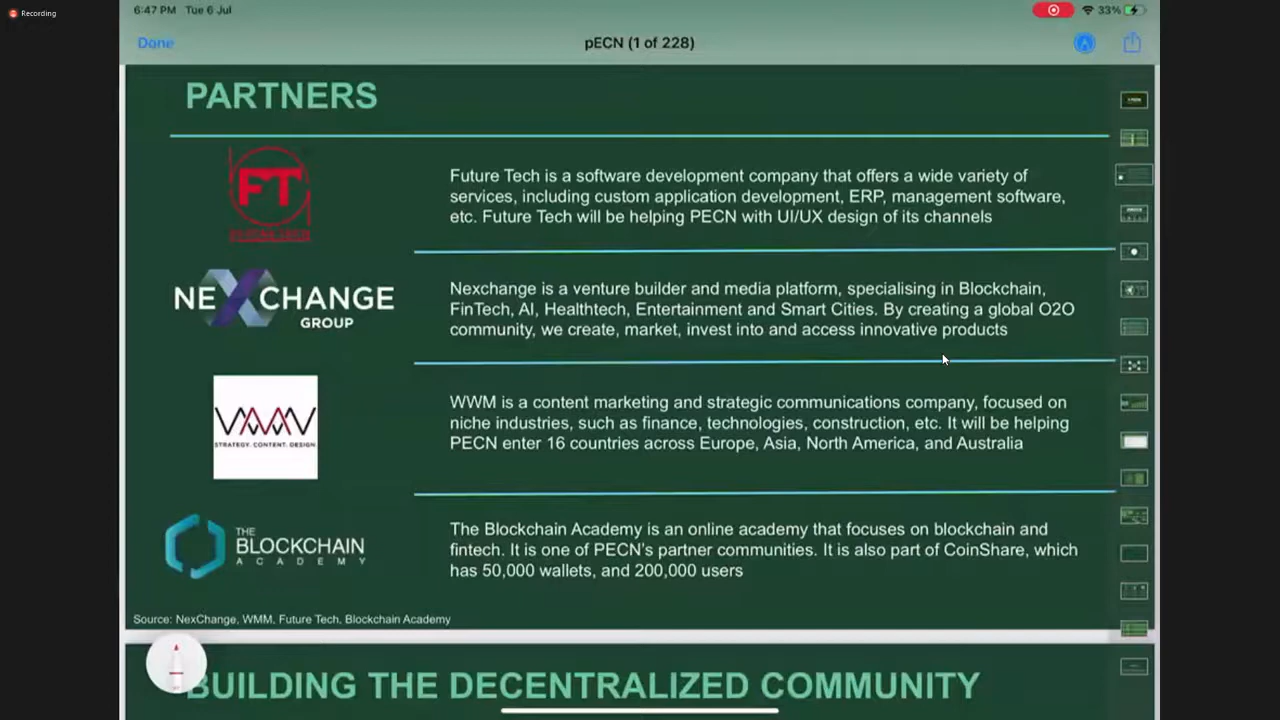 Recording
6:47 PM Tue 6 Jul
33%
Done
pECN (1 of 228)
PARTNERS
FT
Future Tech is a software development company that offers a wide variety of
services, including custom application development, ERP, management software,
etc. Future Tech will be helping PECN with UI/UX design of its channels
NEXCHANGE
GROUP
Nexchange is a venture builder and media platform, specialising in Blockchain,
FinTech, AI, Healthtech, Entertainment and Smart Cities. By creating a global O2O
community, we create, market, invest into and access innovative products
STRATEGY. CONTENT. DESIGN
WWM is a content marketing and strategic communications company, focused on
niche industries, such as finance, technologies, construction, etc. It will be helping
PECN enter 16 countries across Europe, Asia, North America, and Australia
THE
BLOCKCHAIN
ACADEMY
The Blockchain Academy is an online academy that focuses on blockchain and
fintech. It is one of PECN's partner communities. It is also part of CoinShare, which
has 50,000 wallets, and 200,000 users
Source: NexChange, WMM, Future Tech, Blockchain Academy
BUILDING THE DECENTRALIZED COMMUNITY